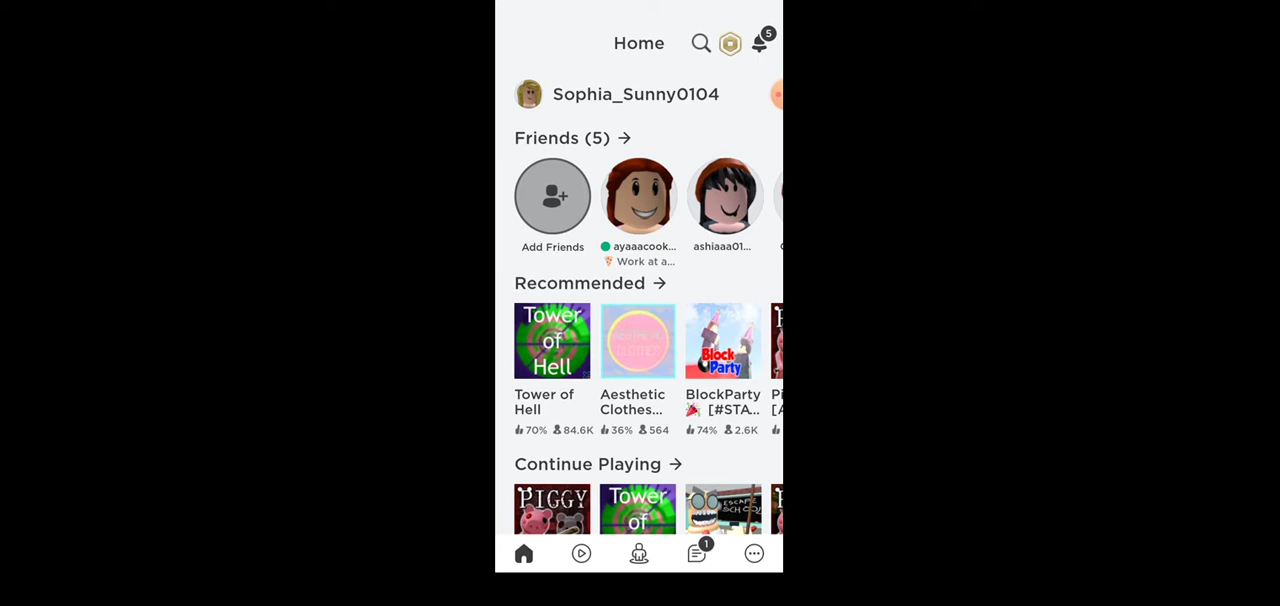 Home
5
Sophia_Sunny0104
Friends (5) →
Add Friends
ayaaacook...
ashiaaa01...
🍕 Work at a...
Recommended →
Tower
of
Hell
Block
Party
Tower of
Hell
Aesthetic
Clothes...
BlockParty
🎉 [#STA...
70% 84.6K
36% 564
74% 2.6K
Continue Playing →
PIGGY
Tower
of
ESCAPE
1